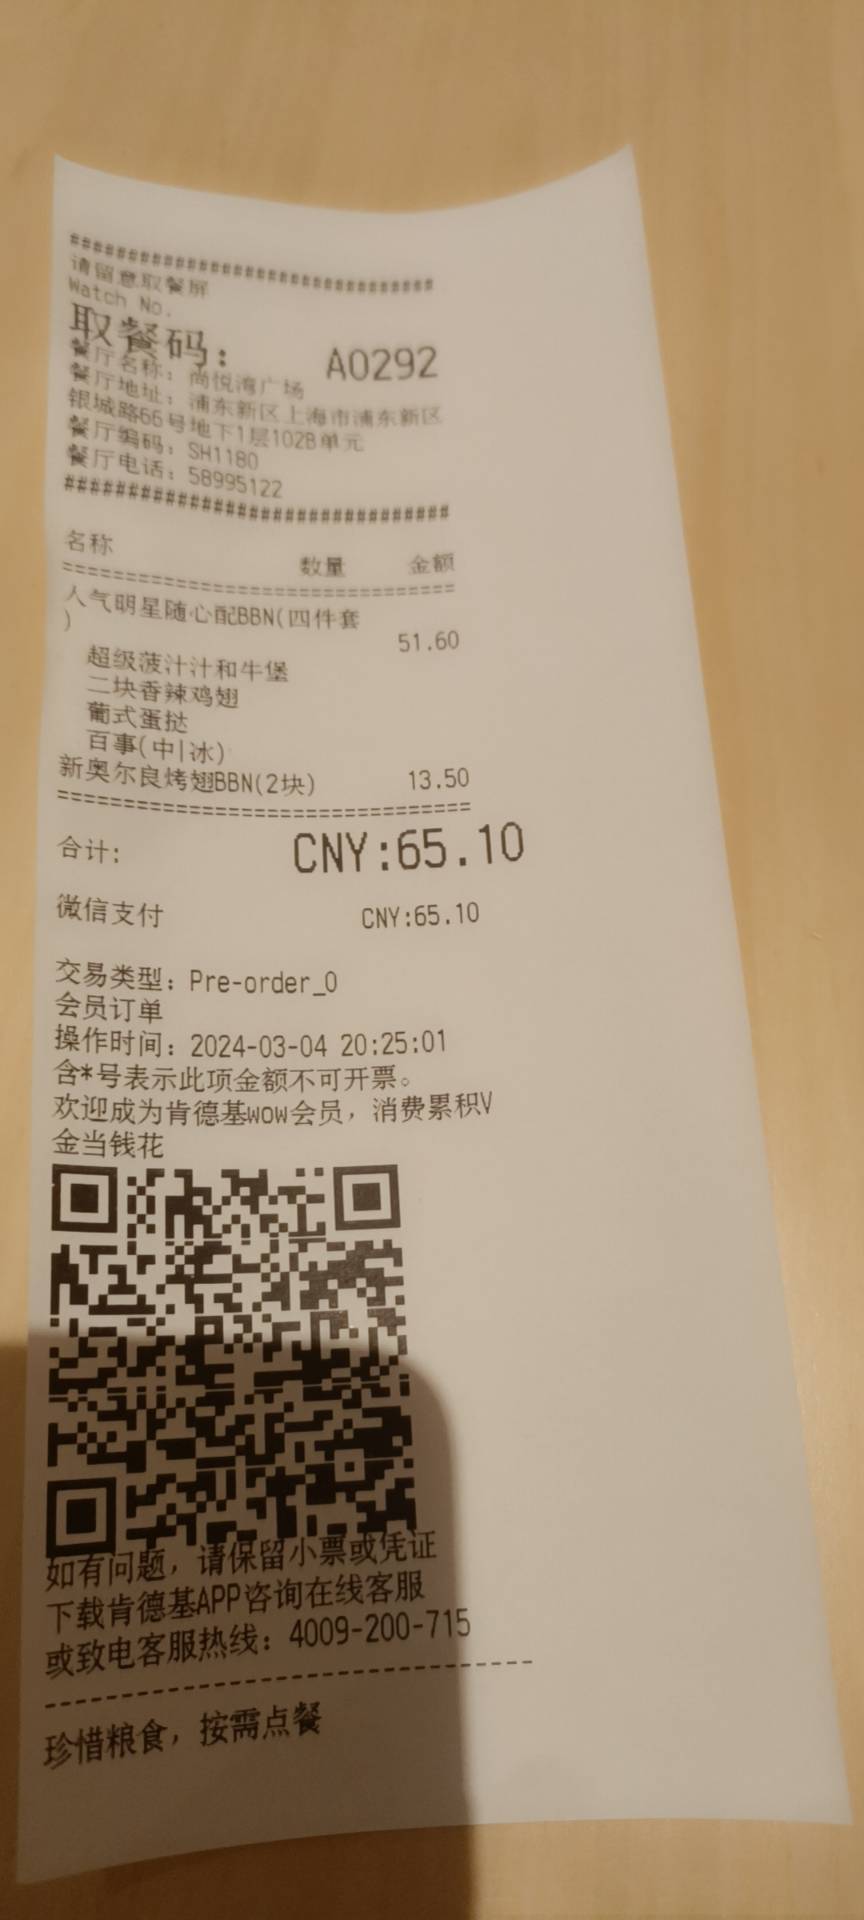 ################################
请留意取餐屏
Watch No.
取餐码： A0292
餐厅名称：尚悦湾广场
餐厅地址：浦东新区上海市浦东新区
银城路66号地下1层102B单元
餐厅编码：SH1180
餐厅电话：58995122
################################
名称 数量 金额
================================
人气明星随心配BBN(四件套
) 51.60
超级菠汁汁和牛堡
二块香辣鸡翅
葡式蛋挞
百事(中|冰)
新奥尔良烤翅BBN(2块) 13.50
================================
合计: CNY:65.10
微信支付 CNY:65.10
交易类型：Pre-order_0
会员订单
操作时间：2024-03-04 20:25:01
含*号表示此项金额不可开票。
欢迎成为肯德基wow会员，消费累积V
金当钱花
如有问题，请保留小票或凭证
下载肯德基APP咨询在线客服
或致电客服热线：4009-200-715
--------------------------------
珍惜粮食，按需点餐